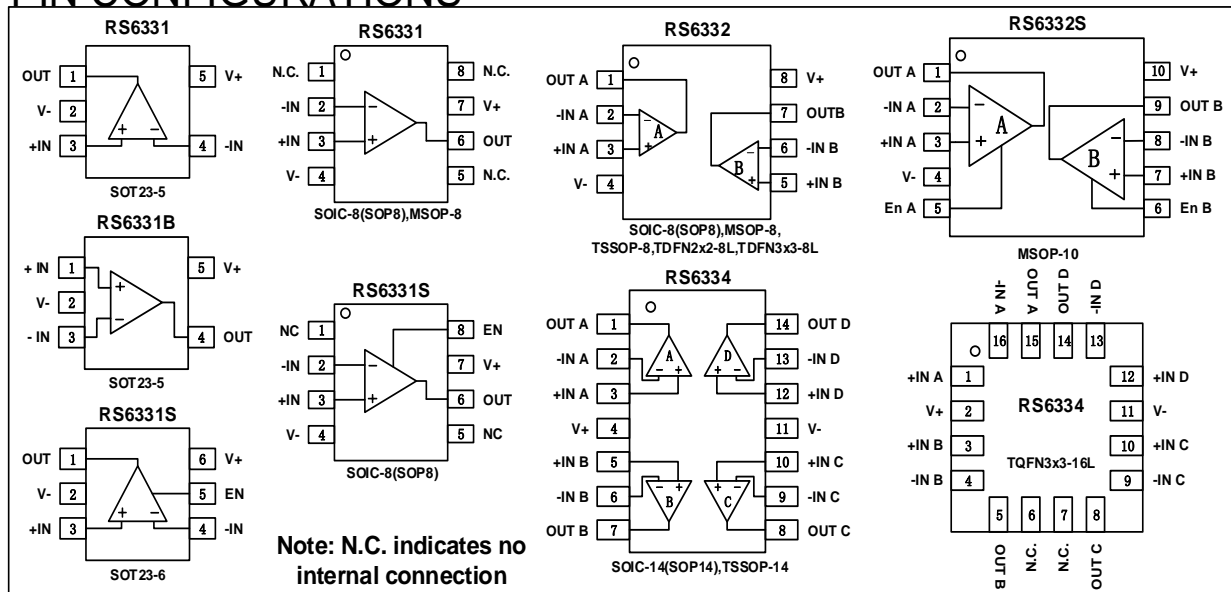 PIN CONFIGURATIONS
RS6331
OUT 1
V- 2
+IN 3
5 V+
4 -IN
+ -
SOT23-5
RS6331
N.C. 1
-IN 2
+IN 3
V- 4
8 N.C.
7 V+
6 OUT
5 N.C.
-
+
SOIC-8(SOP8),MSOP-8
RS6332
OUT A 1
-IN A 2
+IN A 3
V- 4
8 V+
7 OUTB
6 -IN B
5 +IN B
- A +
- B +
SOIC-8(SOP8),MSOP-8,
TSSOP-8,TDFN2x2-8L,TDFN3x3-8L
RS6332S
OUT A 1
-IN A 2
+IN A 3
V- 4
En A 5
10 V+
9 OUT B
8 -IN B
7 +IN B
6 En B
- A +
- B +
MSOP-10
RS6331B
+ IN 1
V- 2
- IN 3
5 V+
4 OUT
+
-
SOT23-5
RS6331S
NC 1
-IN 2
+IN 3
V- 4
8 EN
7 V+
6 OUT
5 NC
-
+
SOIC-8(SOP8)
RS6334
OUT A 1
-IN A 2
+IN A 3
V+ 4
+IN B 5
-IN B 6
OUT B 7
14 OUT D
13 -IN D
12 +IN D
11 V-
10 +IN C
9 -IN C
8 OUT C
A - +
D + -
- + B
+ - C
SOIC-14(SOP14),TSSOP-14
-IN A
OUT A
OUT D
-IN D
16 15 14 13
+IN A 1
V+ 2
+IN B 3
-IN B 4
12 +IN D
11 V-
10 +IN C
9 -IN C
RS6334
TQFN3x3-16L
5 6 7 8
OUT B
N.C.
N.C.
OUT C
RS6331S
OUT 1
V- 2
+IN 3
6 V+
5 EN
4 -IN
+ -
SOT23-6
Note: N.C. indicates no
internal connection